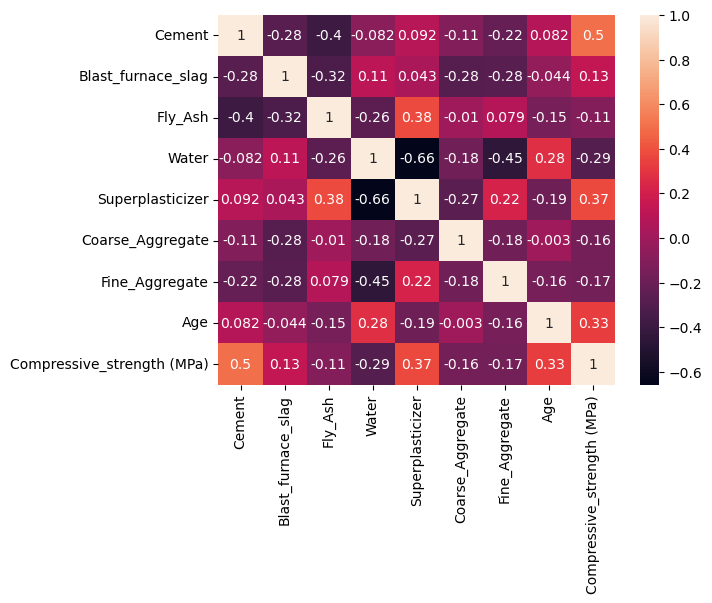 Cement 1 -0.28 -0.4 -0.082 0.092 -0.11 -0.22 0.082 0.5
Blast_furnace_slag -0.28 1 -0.32 0.11 0.043 -0.28 -0.28 -0.044 0.13
Fly_Ash -0.4 -0.32 1 -0.26 0.38 -0.01 0.079 -0.15 -0.11
Water -0.082 0.11 -0.26 1 -0.66 -0.18 -0.45 0.28 -0.29
Superplasticizer 0.092 0.043 0.38 -0.66 1 -0.27 0.22 -0.19 0.37
Coarse_Aggregate -0.11 -0.28 -0.01 -0.18 -0.27 1 -0.18 -0.003 -0.16
Fine_Aggregate -0.22 -0.28 0.079 -0.45 0.22 -0.18 1 -0.16 -0.17
Age 0.082 -0.044 -0.15 0.28 -0.19 -0.003 -0.16 1 0.33
Compressive_strength (MPa) 0.5 0.13 -0.11 -0.29 0.37 -0.16 -0.17 0.33 1
Cement
Blast_furnace_slag
Fly_Ash
Water
Superplasticizer
Coarse_Aggregate
Fine_Aggregate
Age
Compressive_strength (MPa)
1.0
0.8
0.6
0.4
0.2
0.0
−0.2
−0.4
−0.6